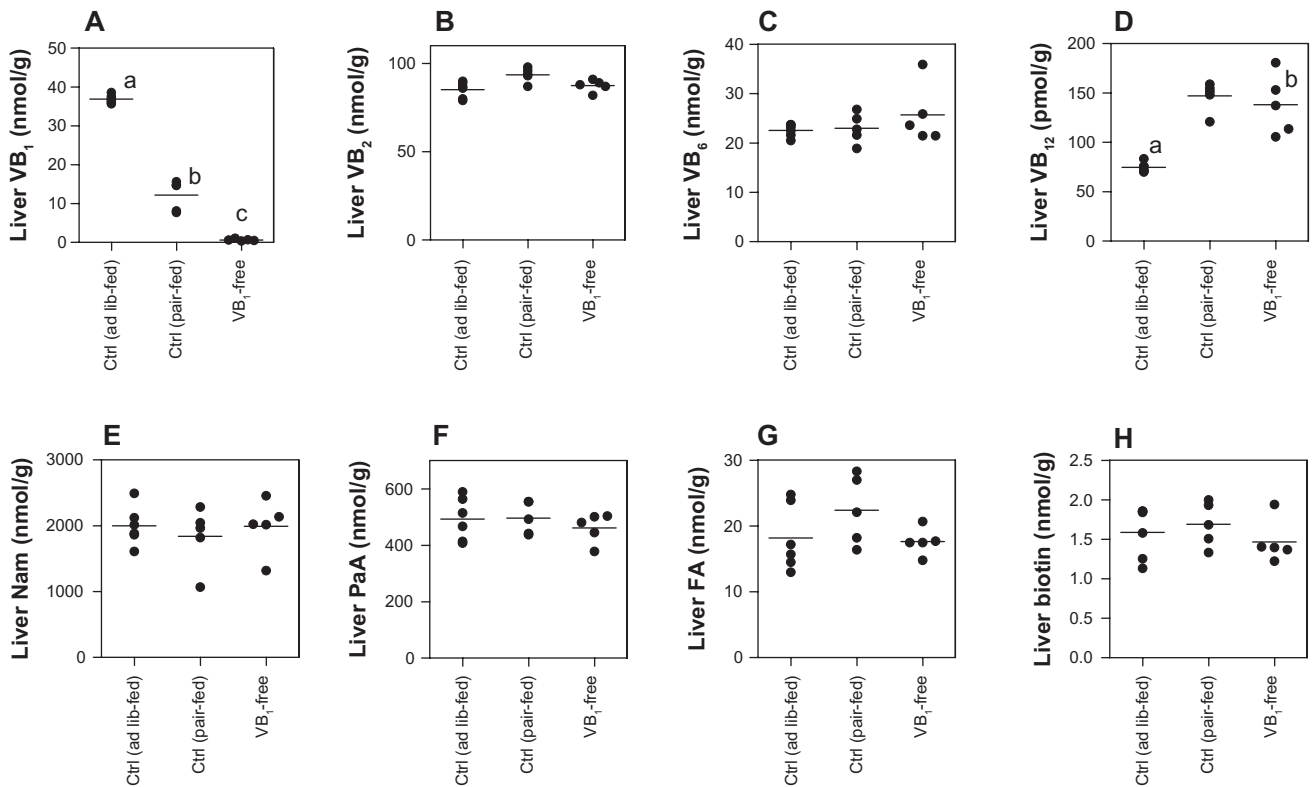 A
Liver VB₁ (nmol/g)
50
40
30
20
10
0
a
b
c
Ctrl (ad lib-fed)
Ctrl (pair-fed)
VB₁-free
B
Liver VB₂ (nmol/g)
100
50
0
Ctrl (ad lib-fed)
Ctrl (pair-fed)
VB₁-free
C
Liver VB₆ (nmol/g)
40
30
20
10
0
Ctrl (ad lib-fed)
Ctrl (pair-fed)
VB₁-free
D
Liver VB₁₂ (pmol/g)
200
150
100
50
0
a
b
Ctrl (ad lib-fed)
Ctrl (pair-fed)
VB₁-free
E
Liver Nam (nmol/g)
3000
2000
1000
0
Ctrl (ad lib-fed)
Ctrl (pair-fed)
VB₁-free
F
Liver PaA (nmol/g)
600
400
200
0
Ctrl (ad lib-fed)
Ctrl (pair-fed)
VB₁-free
G
Liver FA (nmol/g)
30
20
10
0
Ctrl (ad lib-fed)
Ctrl (pair-fed)
VB₁-free
H
Liver biotin (nmol/g)
2.5
2.0
1.5
1.0
0.5
0.0
Ctrl (ad lib-fed)
Ctrl (pair-fed)
VB₁-free